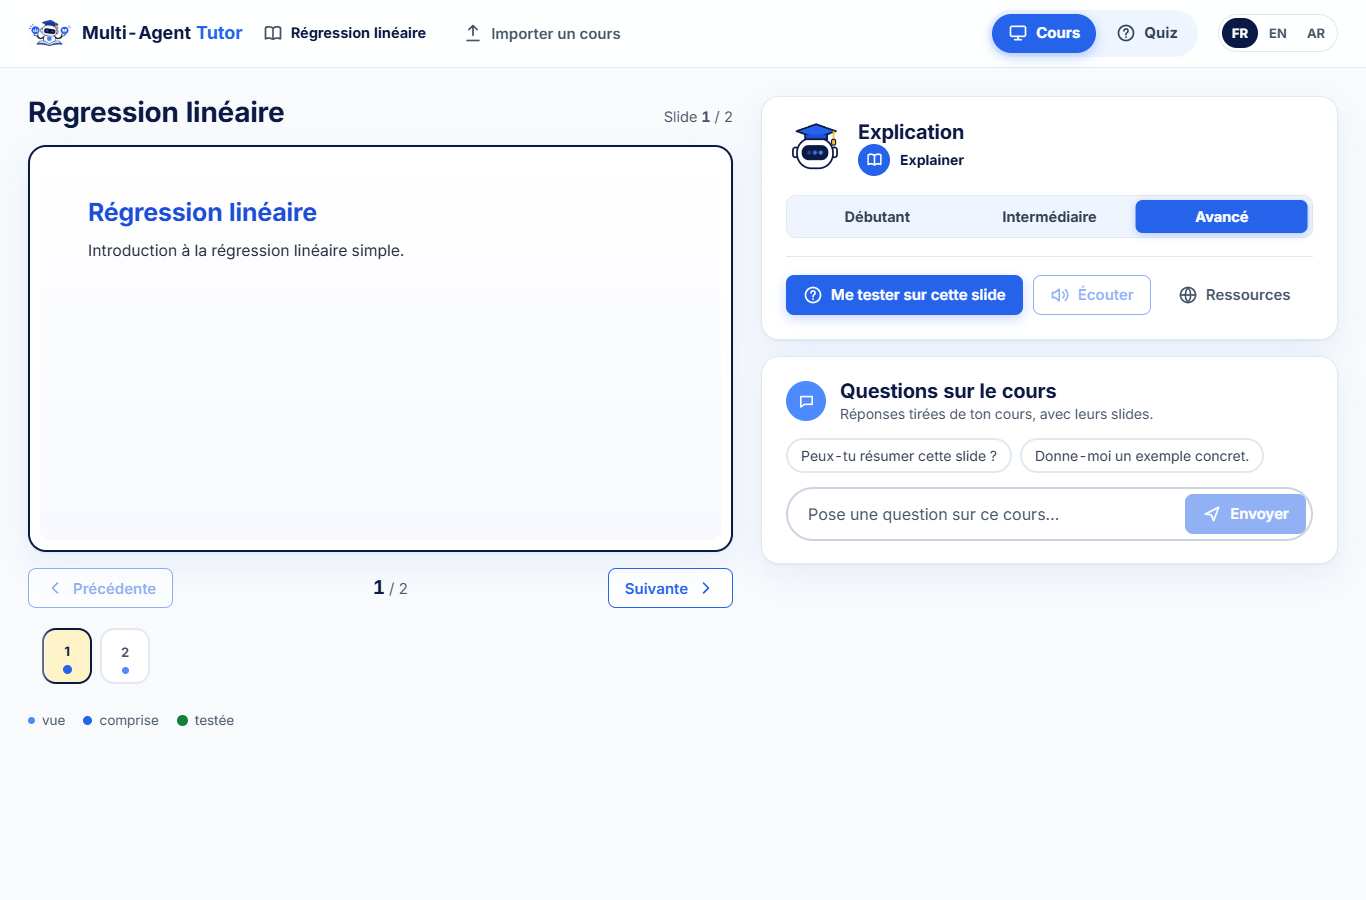 Multi-Agent Tutor
Régression linéaire
Importer un cours
Cours
Quiz
FR
EN
AR
Régression linéaire
Slide 1 / 2
Régression linéaire
Introduction à la régression linéaire simple.
Précédente
1 / 2
Suivante
1
2
vue
comprise
testée
Explication
Explainer
Débutant
Intermédiaire
Avancé
Me tester sur cette slide
Écouter
Ressources
Questions sur le cours
Réponses tirées de ton cours, avec leurs slides.
Peux-tu résumer cette slide ?
Donne-moi un exemple concret.
Pose une question sur ce cours...
Envoyer